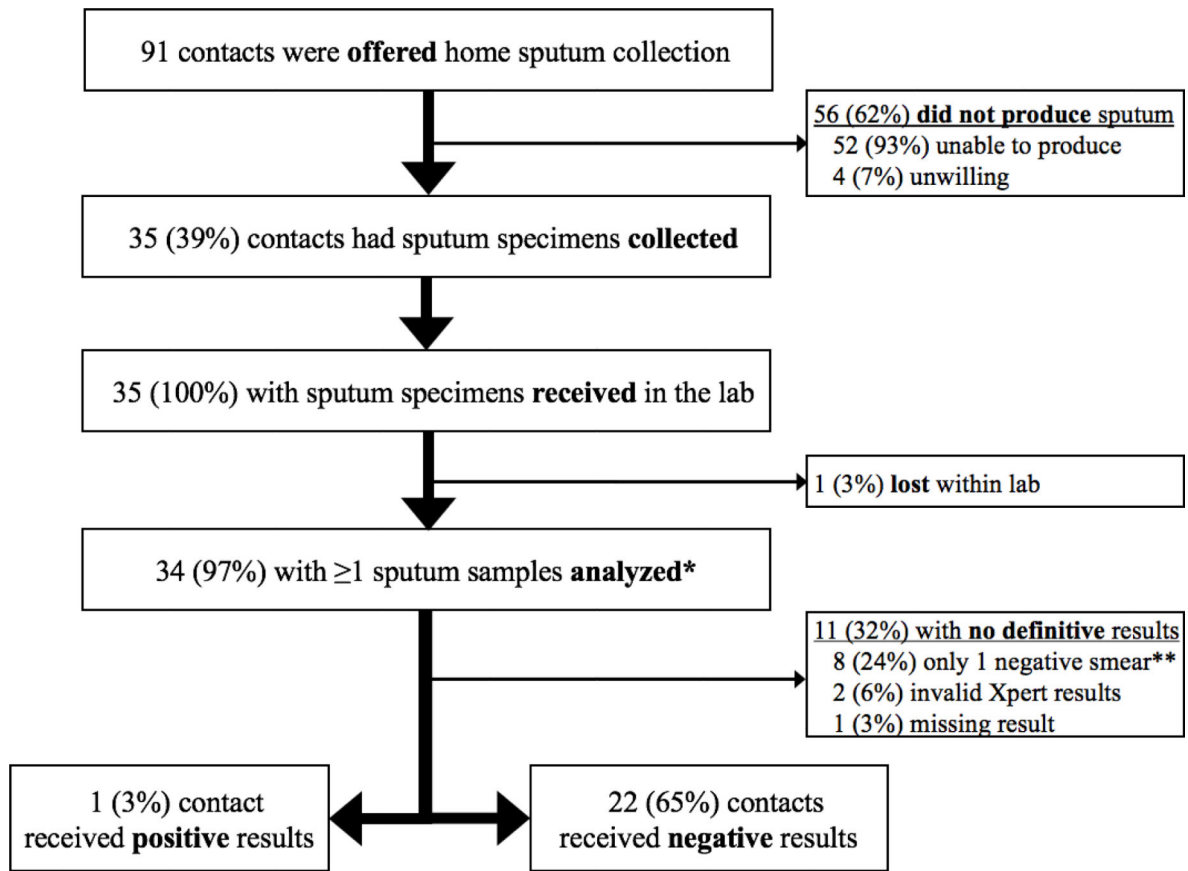 91 contacts were offered home sputum collection
56 (62%) did not produce sputum
52 (93%) unable to produce
4 (7%) unwilling
35 (39%) contacts had sputum specimens collected
35 (100%) with sputum specimens received in the lab
1 (3%) lost within lab
34 (97%) with ≥1 sputum samples analyzed*
11 (32%) with no definitive results
8 (24%) only 1 negative smear**
2 (6%) invalid Xpert results
1 (3%) missing result
1 (3%) contact
received positive results
22 (65%) contacts
received negative results